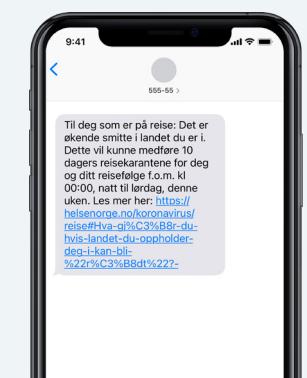 9:41
555-55 >
Til deg som er på reise: Det er
økende smitte i landet du er i.
Dette vil kunne medføre 10
dagers reisekarantene for deg
og ditt reisefølge f.o.m. kl
00:00, natt til lørdag, denne
uken. Les mer her: https://
helsenorge.no/koronavirus/
reise#Hva-gj%C3%B8r-du-
hvis-landet-du-oppholder-
deg-i-kan-bli-
%22r%C3%B8dt%22?-